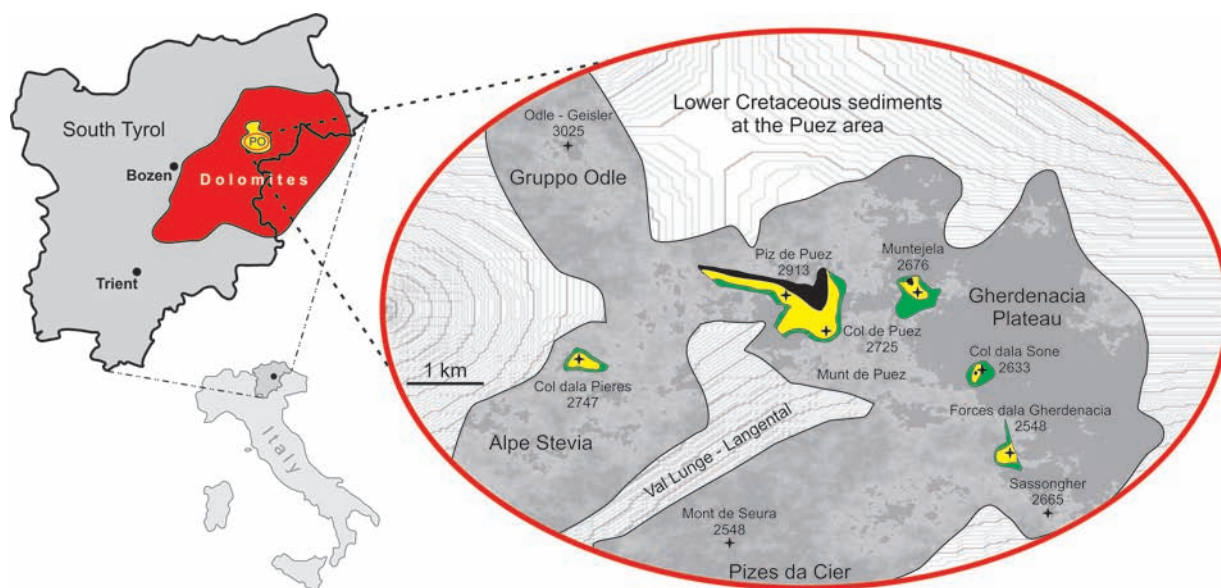 South Tyrol
PO
Bozen
Dolomites
Trient
Italy
Lower Cretaceous sediments
at the Puez area
Odle - Geisler
3025
Gruppo Odle
Piz de Puez
2913
Muntejela
2676
Gherdenacia
Plateau
Col de Puez
2725
1 km
Col dala Pieres
2747
Munt de Puez
Col dala Sone
2633
Forces dala Gherdenacia
2548
Alpe Stevia
Val Lunge - Langental
Sassongher
2665
Mont de Seura
2548
Pizes da Cier